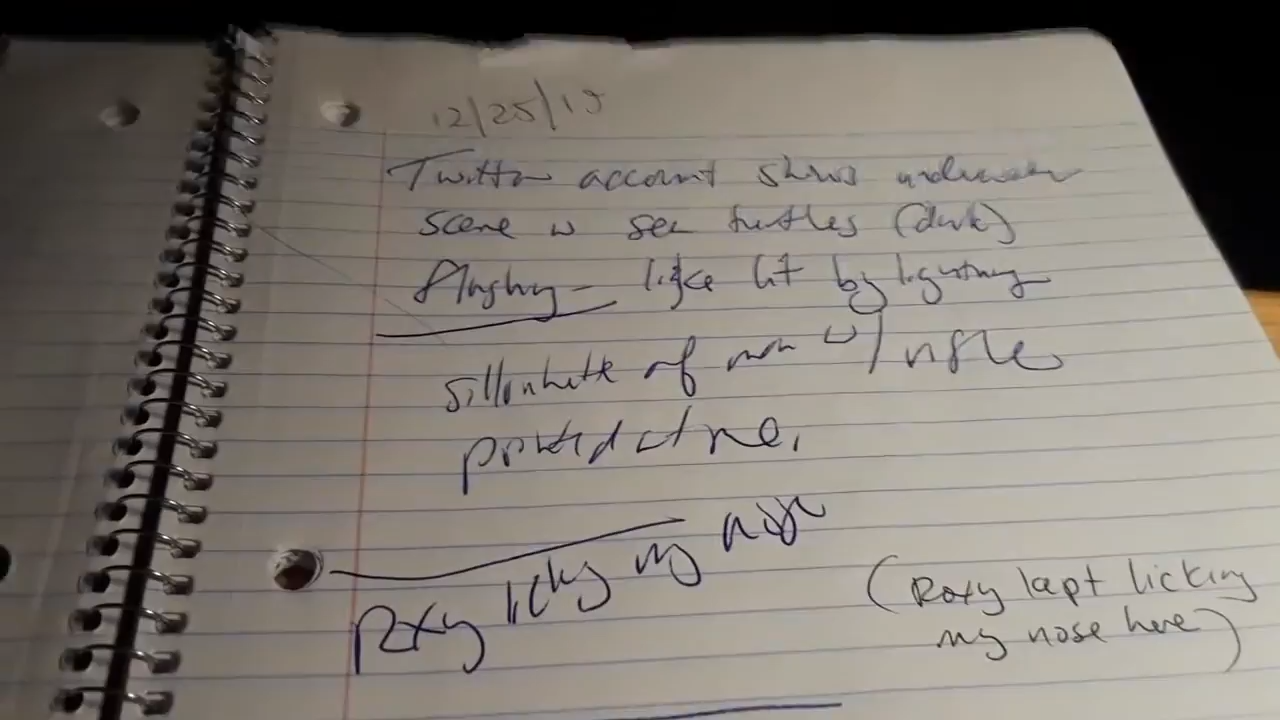 12/25/19
Twitter account shows underwater
scene w sea turtles (dark)
flashing - like lit by lightning
sillouhette of man w/ rifle
pointed at me.
Roxy licking my nose
(Roxy kept licking
my nose here)